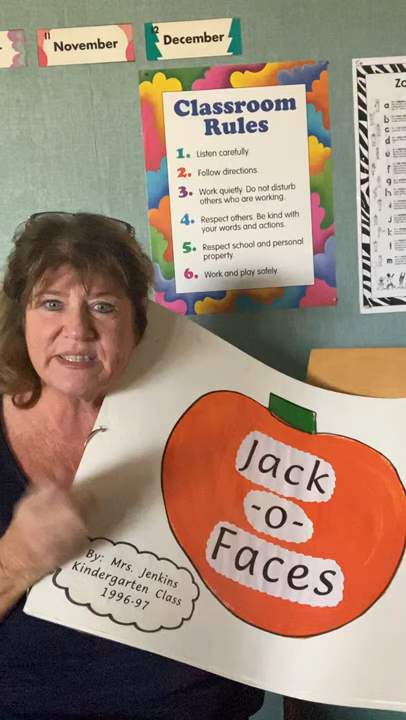 11
November
12
December
Classroom
Rules
1. Listen carefully.
2. Follow directions.
3. Work quietly. Do not disturb
others who are working.
4. Respect others. Be kind with
your words and actions.
5. Respect school and personal
property.
6. Work and play safely.
a
b
c
d
e
f
g
h
i
j
k
l
m
Jack
-o-
Faces
By: Mrs. Jenkins
Kindergarten Class
1996-97